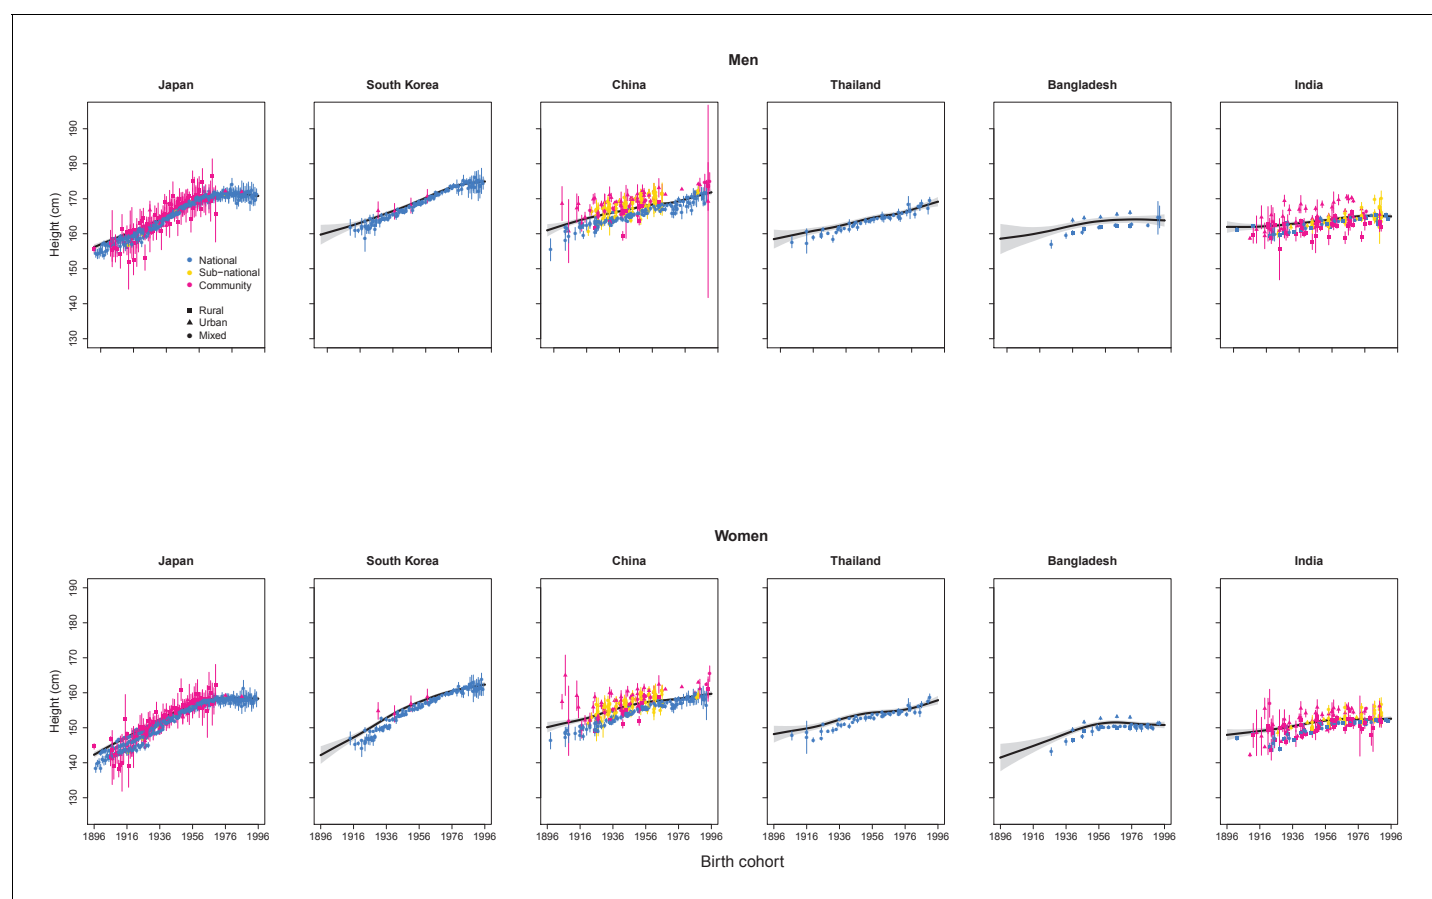 Men
Japan South Korea China Thailand Bangladesh India
190
180
170
160
150
140
130
Height (cm)
National
Sub−national
Community
Rural
Urban
Mixed
Women
Japan South Korea China Thailand Bangladesh India
190
180
170
160
150
140
130
Height (cm)
1896 1916 1936 1956 1976 1996 1896 1916 1936 1956 1976 1996 1896 1916 1936 1956 1976 1996 1896 1916 1936 1956 1976 1996 1896 1916 1936 1956 1976 1996 1896 1916 1936 1956 1976 1996
Birth cohort